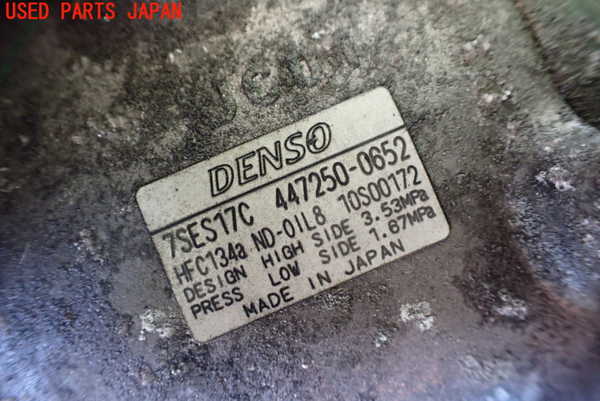 USED PARTS JAPAN
DENSO
7SES17C 447250-0652
HFC134a ND-OIL8 10S00172
DESIGN HIGH SIDE 3.53MPa
PRESS LOW SIDE 1.67MPa
MADE IN JAPAN